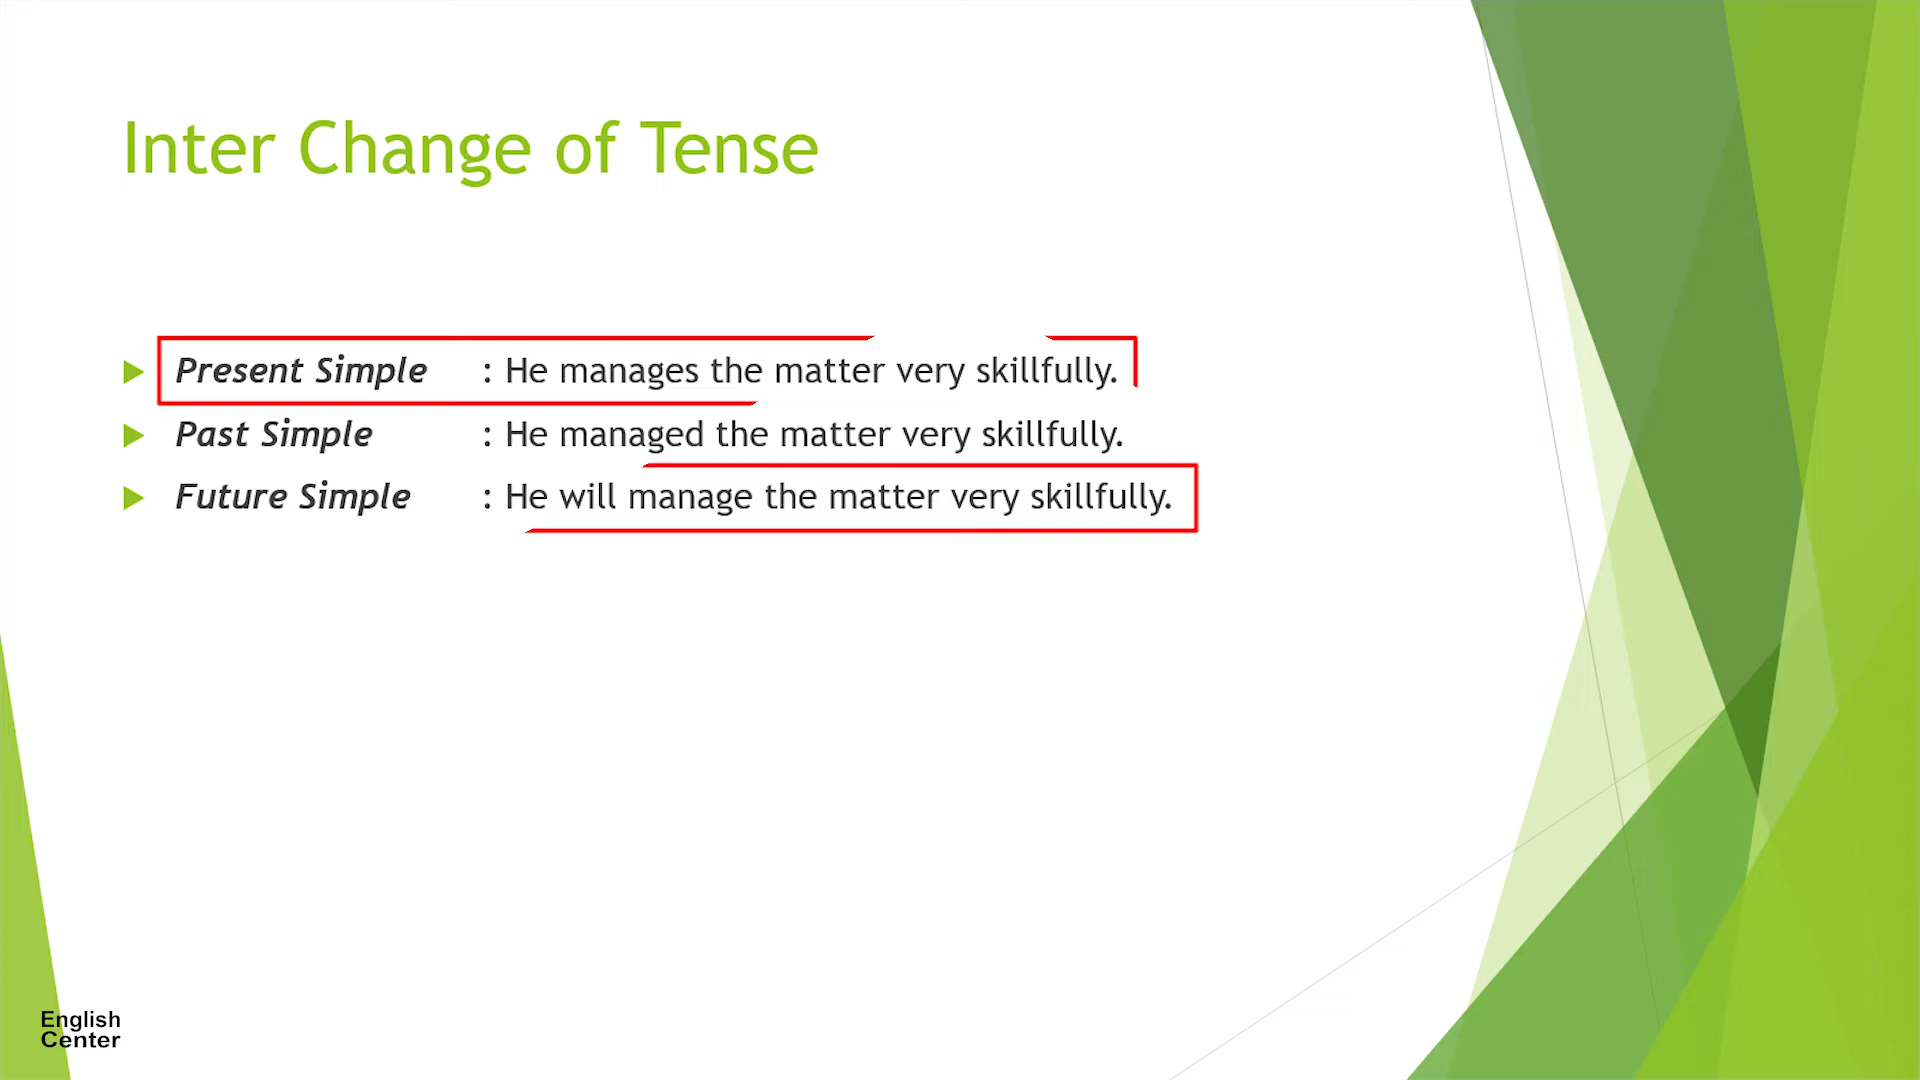 Inter Change of Tense
Present Simple : He manages the matter very skillfully.
Past Simple : He managed the matter very skillfully.
Future Simple : He will manage the matter very skillfully.
English
Center